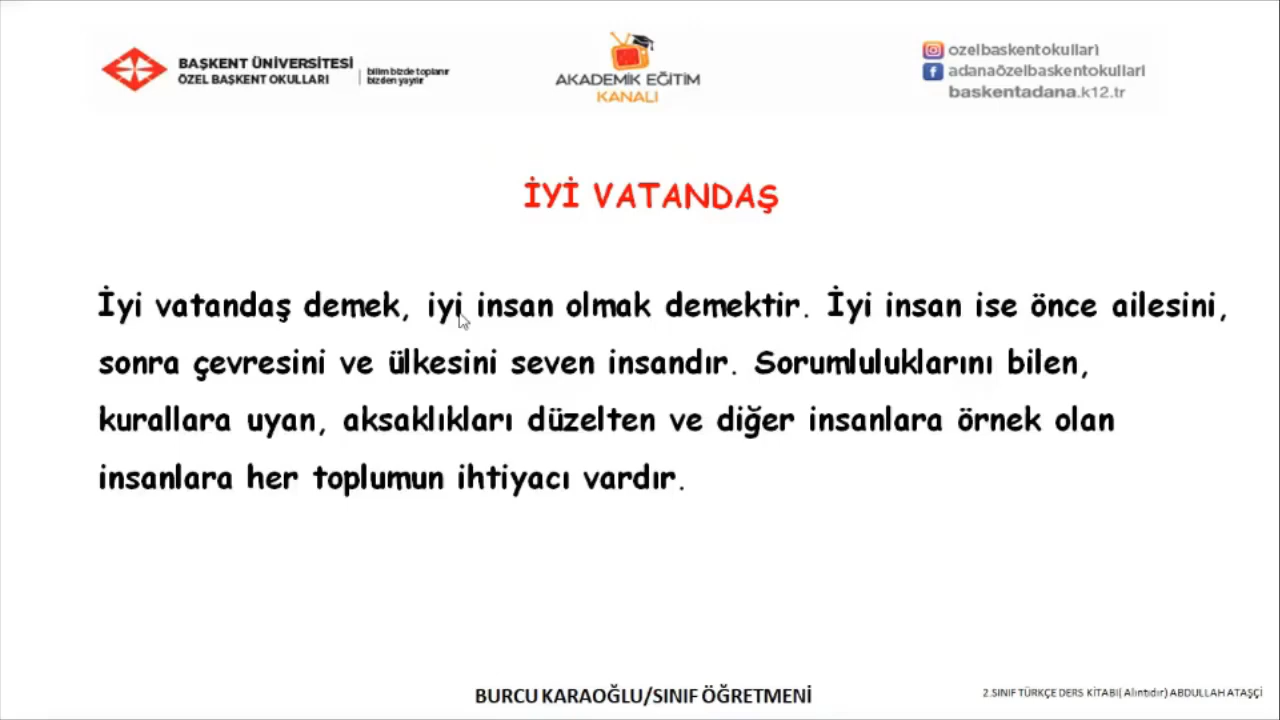 BAŞKENT ÜNİVERSİTESİ
ÖZEL BAŞKENT OKULLARI
bilim bizde toplanır
bizden yayılır
AKADEMİK EĞİTİM
KANALI
ozelbaskentokullari
adanaözelbaskentokullari
baskentadana.k12.tr
İYİ VATANDAŞ
İyi vatandaş demek, iyi insan olmak demektir. İyi insan ise önce ailesini,
sonra çevresini ve ülkesini seven insandır. Sorumluluklarını bilen,
kurallara uyan, aksaklıkları düzelten ve diğer insanlara örnek olan
insanlara her toplumun ihtiyacı vardır.
BURCU KARAOĞLU/SINIF ÖĞRETMENİ
2.SINIF TÜRKÇE DERS KİTABI( Alıntıdır) ABDULLAH ATAŞÇİ